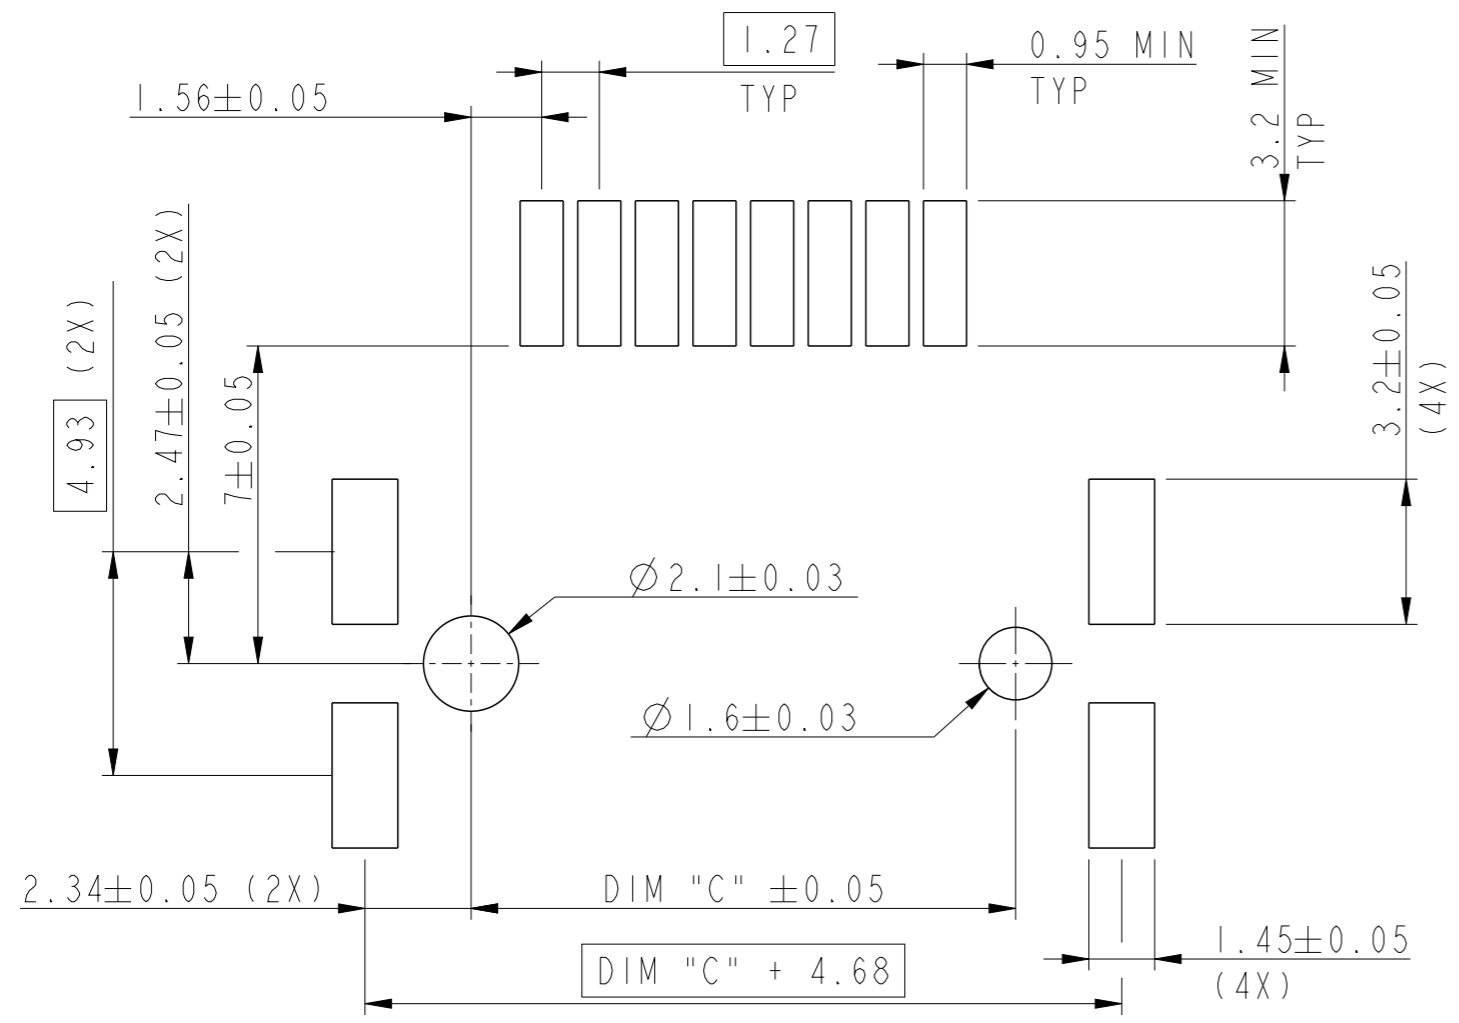 1.27
TYP
0.95 MIN
TYP
1.56±0.05
3.2 MIN
TYP
4.93 (2X)
2.47±0.05 (2X)
7±0.05
3.2±0.05
(4X)
Ø2.1±0.03
Ø1.6±0.03
2.34±0.05 (2X)
DIM "C" ±0.05
DIM "C" + 4.68
1.45±0.05
(4X)